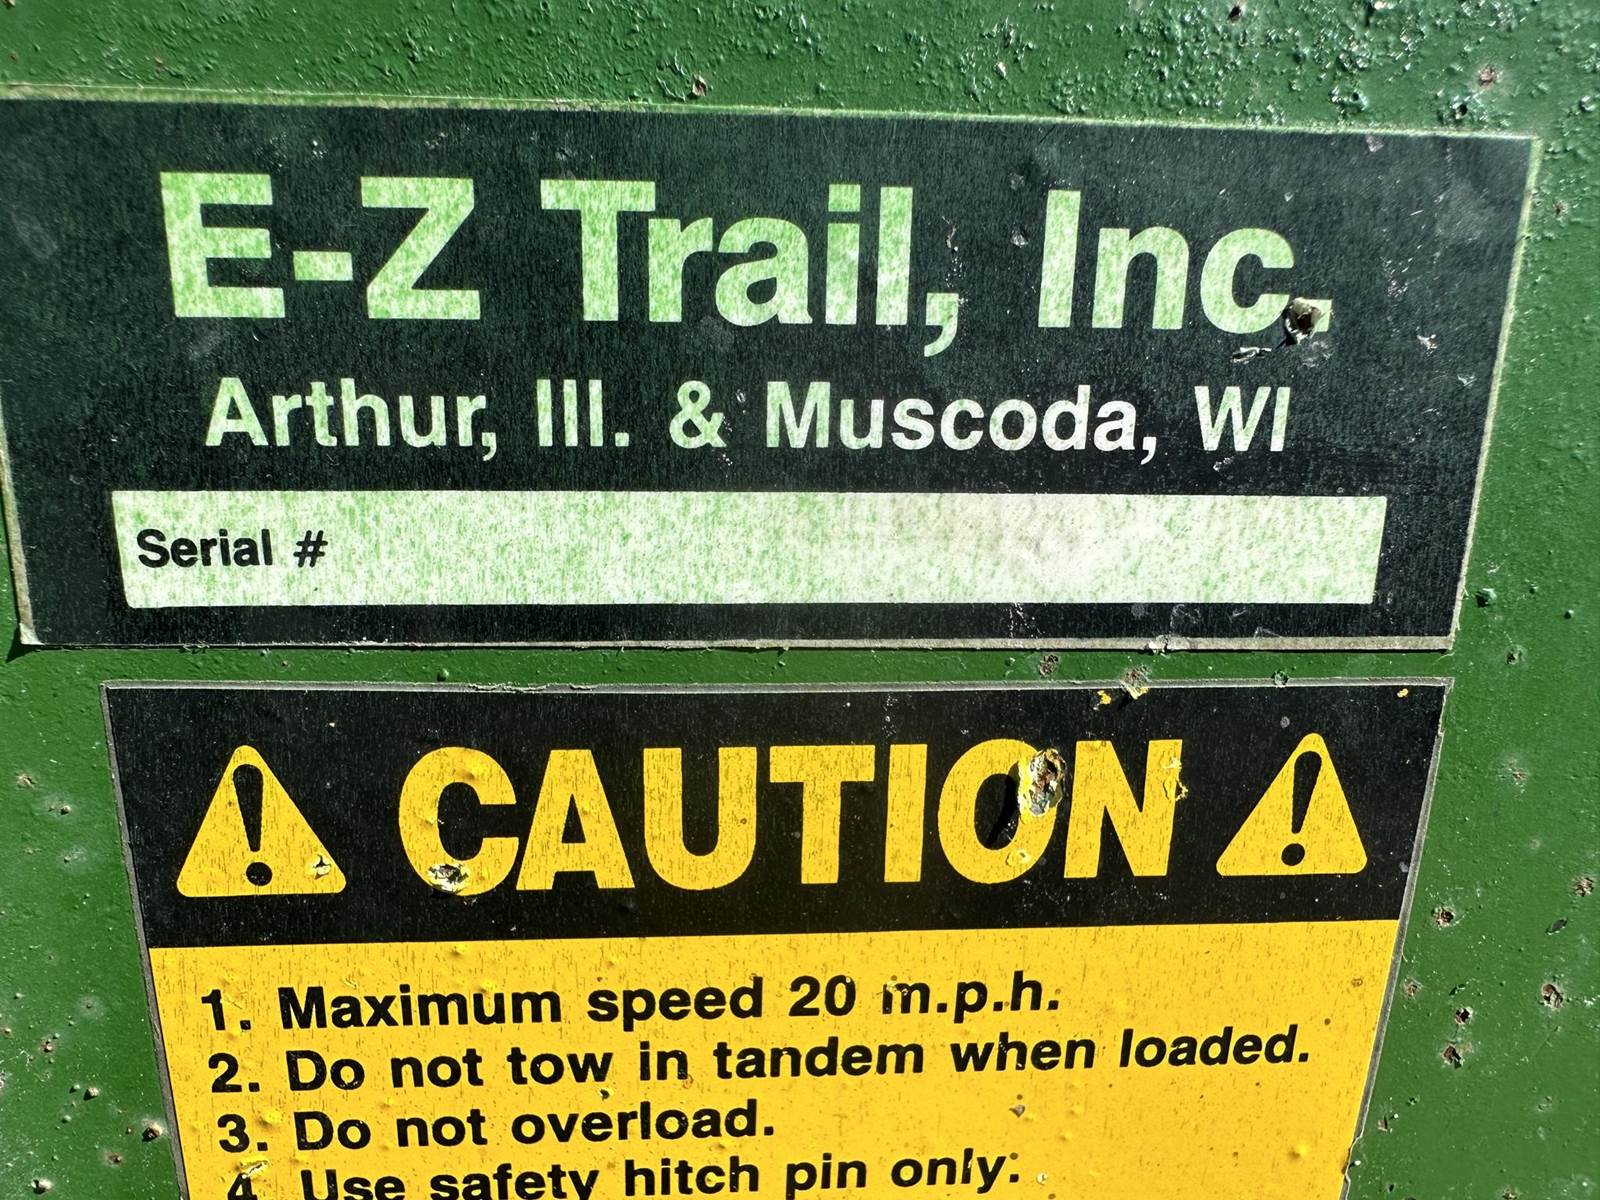 E-Z Trail, Inc.
Arthur, Ill. & Muscoda, WI
Serial #
CAUTION
1. Maximum speed 20 m.p.h.
2. Do not tow in tandem when loaded.
3. Do not overload.
4. Use safety hitch pin only.